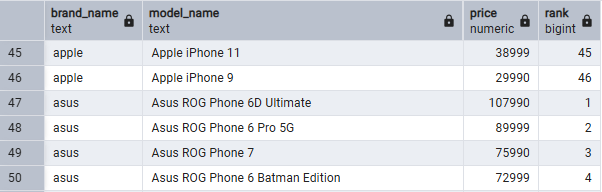 brand_name model_name price rank
text text numeric bigint
45 apple Apple iPhone 11 38999 45
46 apple Apple iPhone 9 29990 46
47 asus Asus ROG Phone 6D Ultimate 107990 1
48 asus Asus ROG Phone 6 Pro 5G 89999 2
49 asus Asus ROG Phone 7 75990 3
50 asus Asus ROG Phone 6 Batman Edition 72999 4